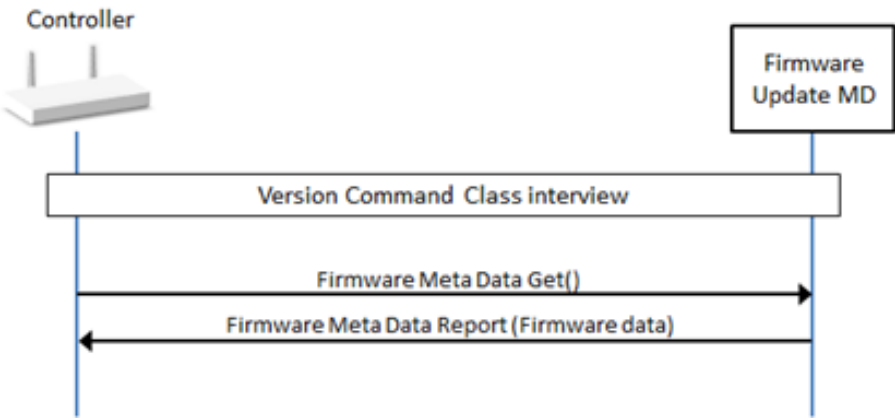 Controller
Firmware
Update MD
Version Command Class interview
Firmware Meta Data Get()
Firmware Meta Data Report (Firmware data)